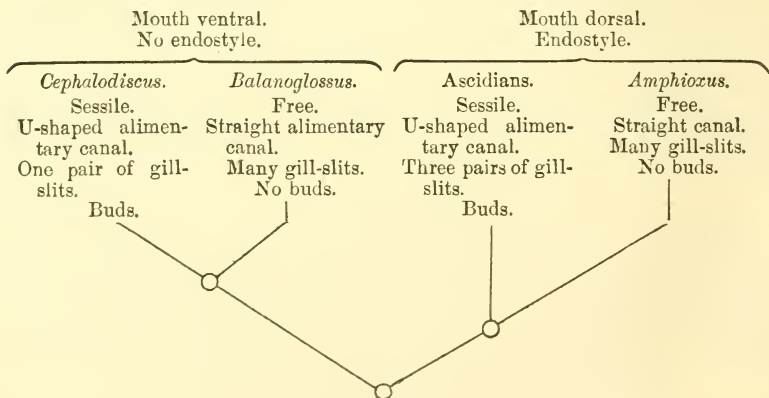 Mouth ventral.
No endostyle.
Mouth dorsal.
Endostyle.
Cephalodiscus.
Sessile.
U-shaped alimen-
tary canal.
One pair of gill-
slits.
Buds.
Balanoglossus.
Free.
Straight alimentary
canal.
Many gill-slits.
No buds.
Ascidians.
Sessile.
U-shaped alimen-
tary canal.
Three pairs of gill-
slits.
Buds.
Amphioxus.
Free.
Straight canal.
Many gill-slits.
No buds.